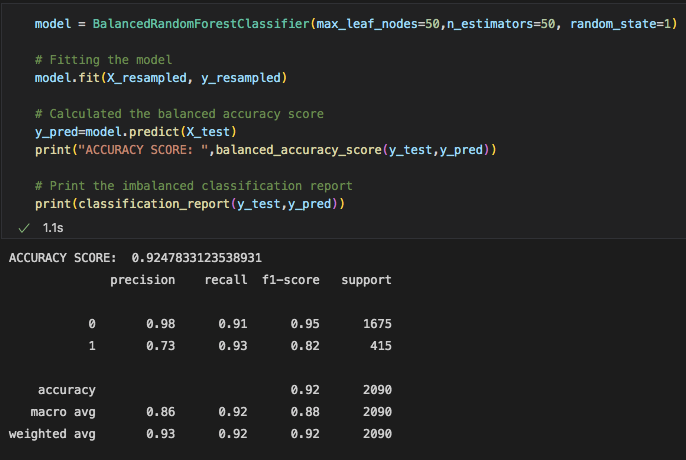 model = BalancedRandomForestClassifier(max_leaf_nodes=50,n_estimators=50, random_state=1)
# Fitting the model
model.fit(X_resampled, y_resampled)
# Calculated the balanced accuracy score
y_pred=model.predict(X_test)
print("ACCURACY SCORE: ",balanced_accuracy_score(y_test,y_pred))
# Print the imbalanced classification report
print(classification_report(y_test,y_pred))
✓ 1.1s
ACCURACY SCORE:  0.9247833123538931
precision recall f1-score support
0 0.98 0.91 0.95 1675
1 0.73 0.93 0.82 415
accuracy 0.92 2090
macro avg 0.86 0.92 0.88 2090
weighted avg 0.93 0.92 0.92 2090